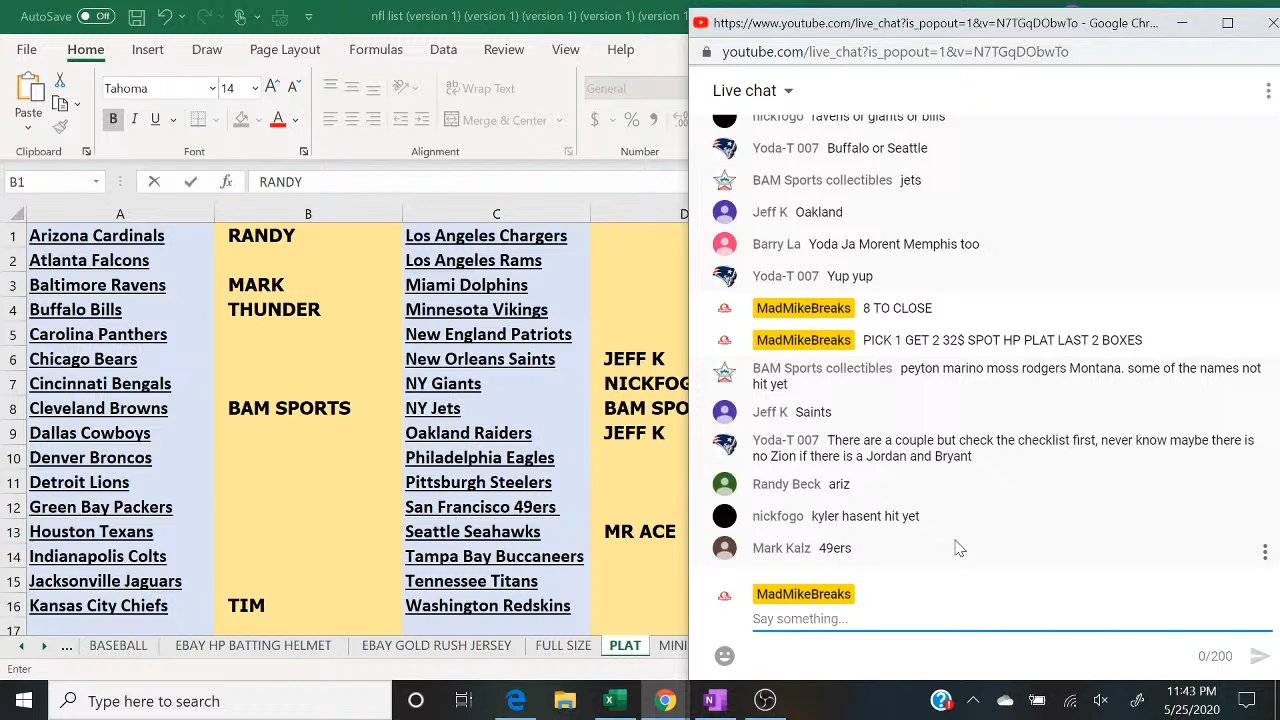 AutoSave Off nfl list (version 1) (version 1) (version 1) (version 1) (5/
https://www.youtube.com/live_chat?is_popout=1&v=N7TGqDObwTo - Google Chr...
youtube.com/live_chat?is_popout=1&v=N7TGqDObwTo
File Home Insert Draw Page Layout Formulas Data Review View Help
Paste Tahoma 14 Wrap Text General
B I U A Merge & Center $ %
Clipboard Font Alignment Number
B1 fx RANDY
A B C D
1 Arizona Cardinals RANDY Los Angeles Chargers
2 Atlanta Falcons Los Angeles Rams
3 Baltimore Ravens MARK Miami Dolphins
4 Buffalo Bills THUNDER Minnesota Vikings
5 Carolina Panthers New England Patriots
6 Chicago Bears New Orleans Saints JEFF K
7 Cincinnati Bengals NY Giants NICKFOG
8 Cleveland Browns BAM SPORTS NY Jets BAM SPO
9 Dallas Cowboys Oakland Raiders JEFF K
10 Denver Broncos Philadelphia Eagles
11 Detroit Lions Pittsburgh Steelers
12 Green Bay Packers San Francisco 49ers
13 Houston Texans Seattle Seahawks MR ACE
14 Indianapolis Colts Tampa Bay Buccaneers
15 Jacksonville Jaguars Tennessee Titans
16 Kansas City Chiefs TIM Washington Redskins
17
... BASEBALL EBAY HP BATTING HELMET EBAY GOLD RUSH JERSEY FULL SIZE PLAT MINI
Enter
Live chat
nickfogo ravens or giants or bills
Yoda-T 007 Buffalo or Seattle
BAM Sports collectibles jets
Jeff K Oakland
Barry La Yoda Ja Morent Memphis too
Yoda-T 007 Yup yup
MadMikeBreaks 8 TO CLOSE
MadMikeBreaks PICK 1 GET 2 32$ SPOT HP PLAT LAST 2 BOXES
BAM Sports collectibles peyton marino moss rodgers Montana. some of the names not
hit yet
Jeff K Saints
Yoda-T 007 There are a couple but check the checklist first, never know maybe there is
no Zion if there is a Jordan and Bryant
Randy Beck ariz
nickfogo kyler hasent hit yet
Mark Kalz 49ers
MadMikeBreaks
Say something...
0/200
Type here to search
11:43 PM
5/25/2020